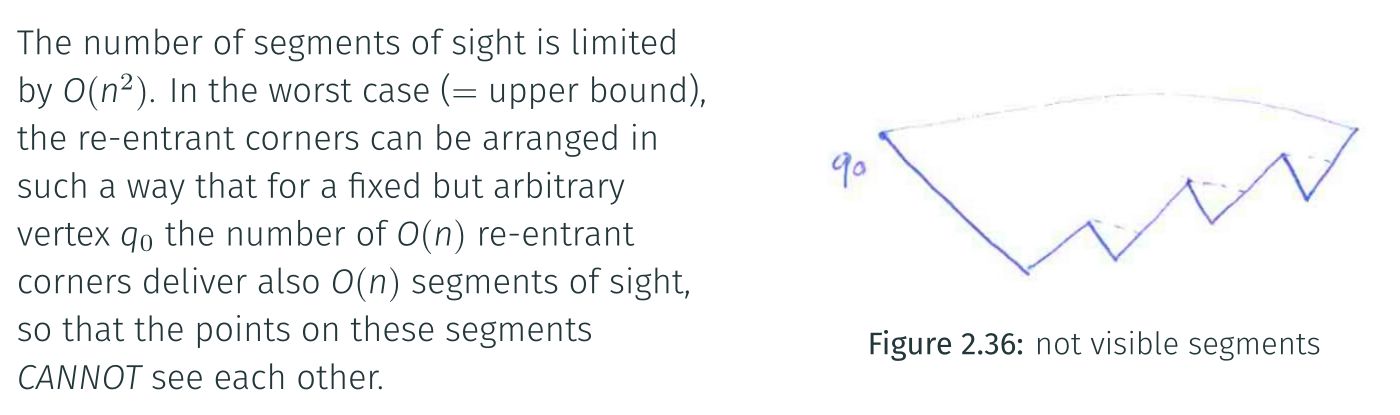 The number of segments of sight is limited
by O(n²). In the worst case (= upper bound),
the re-entrant corners can be arranged in
such a way that for a fixed but arbitrary
vertex q₀ the number of O(n) re-entrant
corners deliver also O(n) segments of sight,
so that the points on these segments
CANNOT see each other.
q₀
Figure 2.36: not visible segments